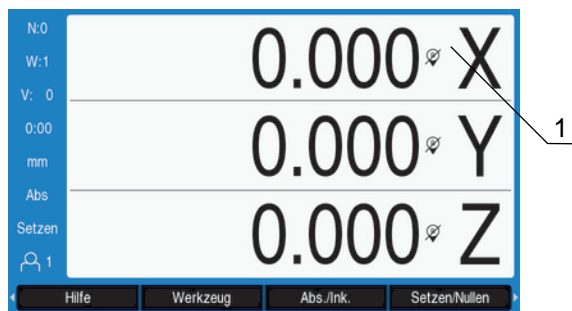 N:0
W:1
V: 0
0:00
mm
Abs
Setzen
1
0.000 X
0.000 Y
0.000 Z
1
Hilfe Werkzeug Abs./Ink. Setzen/Nullen